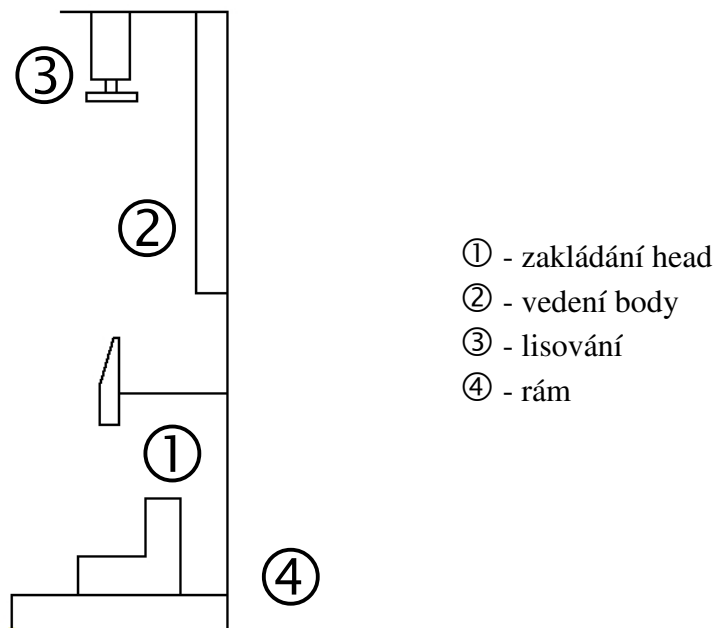 ③
②
①
④
① - zakládání head
② - vedení body
③ - lisování
④ - rám